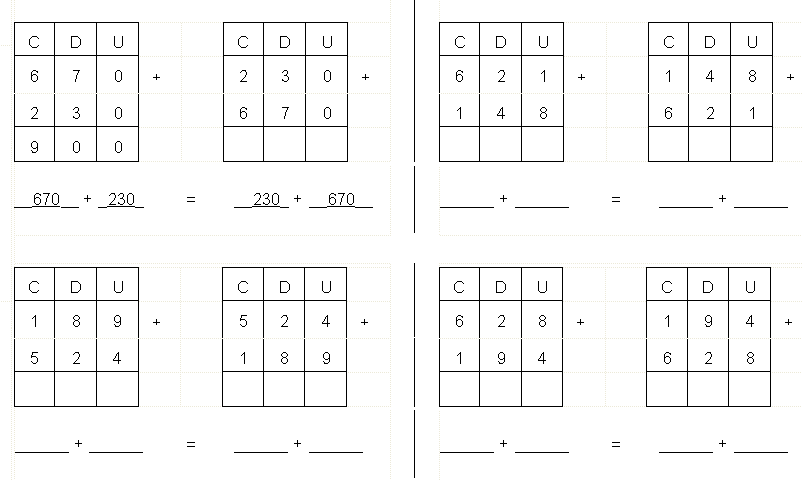 C D U C D U C D U C D U
6 7 0 + 2 3 0 + 6 2 1 + 1 4 8 +
2 3 0 6 7 0 1 4 8 6 2 1
9 0 0
__670__ + _230_ = __230_ + __670__ ______ + ______ = ______ + ______
C D U C D U C D U C D U
1 8 9 + 5 2 4 + 6 2 8 + 1 9 4 +
5 2 4 1 8 9 1 9 4 6 2 8
______ + ______ = ______ + ______ ______ + ______ = ______ + ______